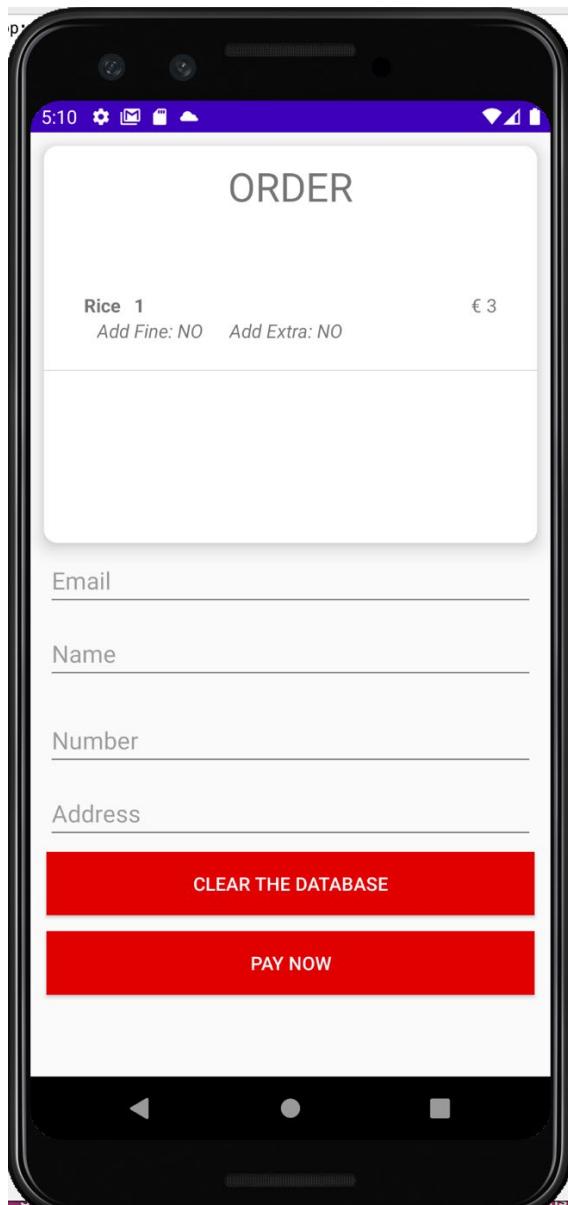 5:10
ORDER
Rice 1 € 3
Add Fine: NO Add Extra: NO
Email
Name
Number
Address
CLEAR THE DATABASE
PAY NOW